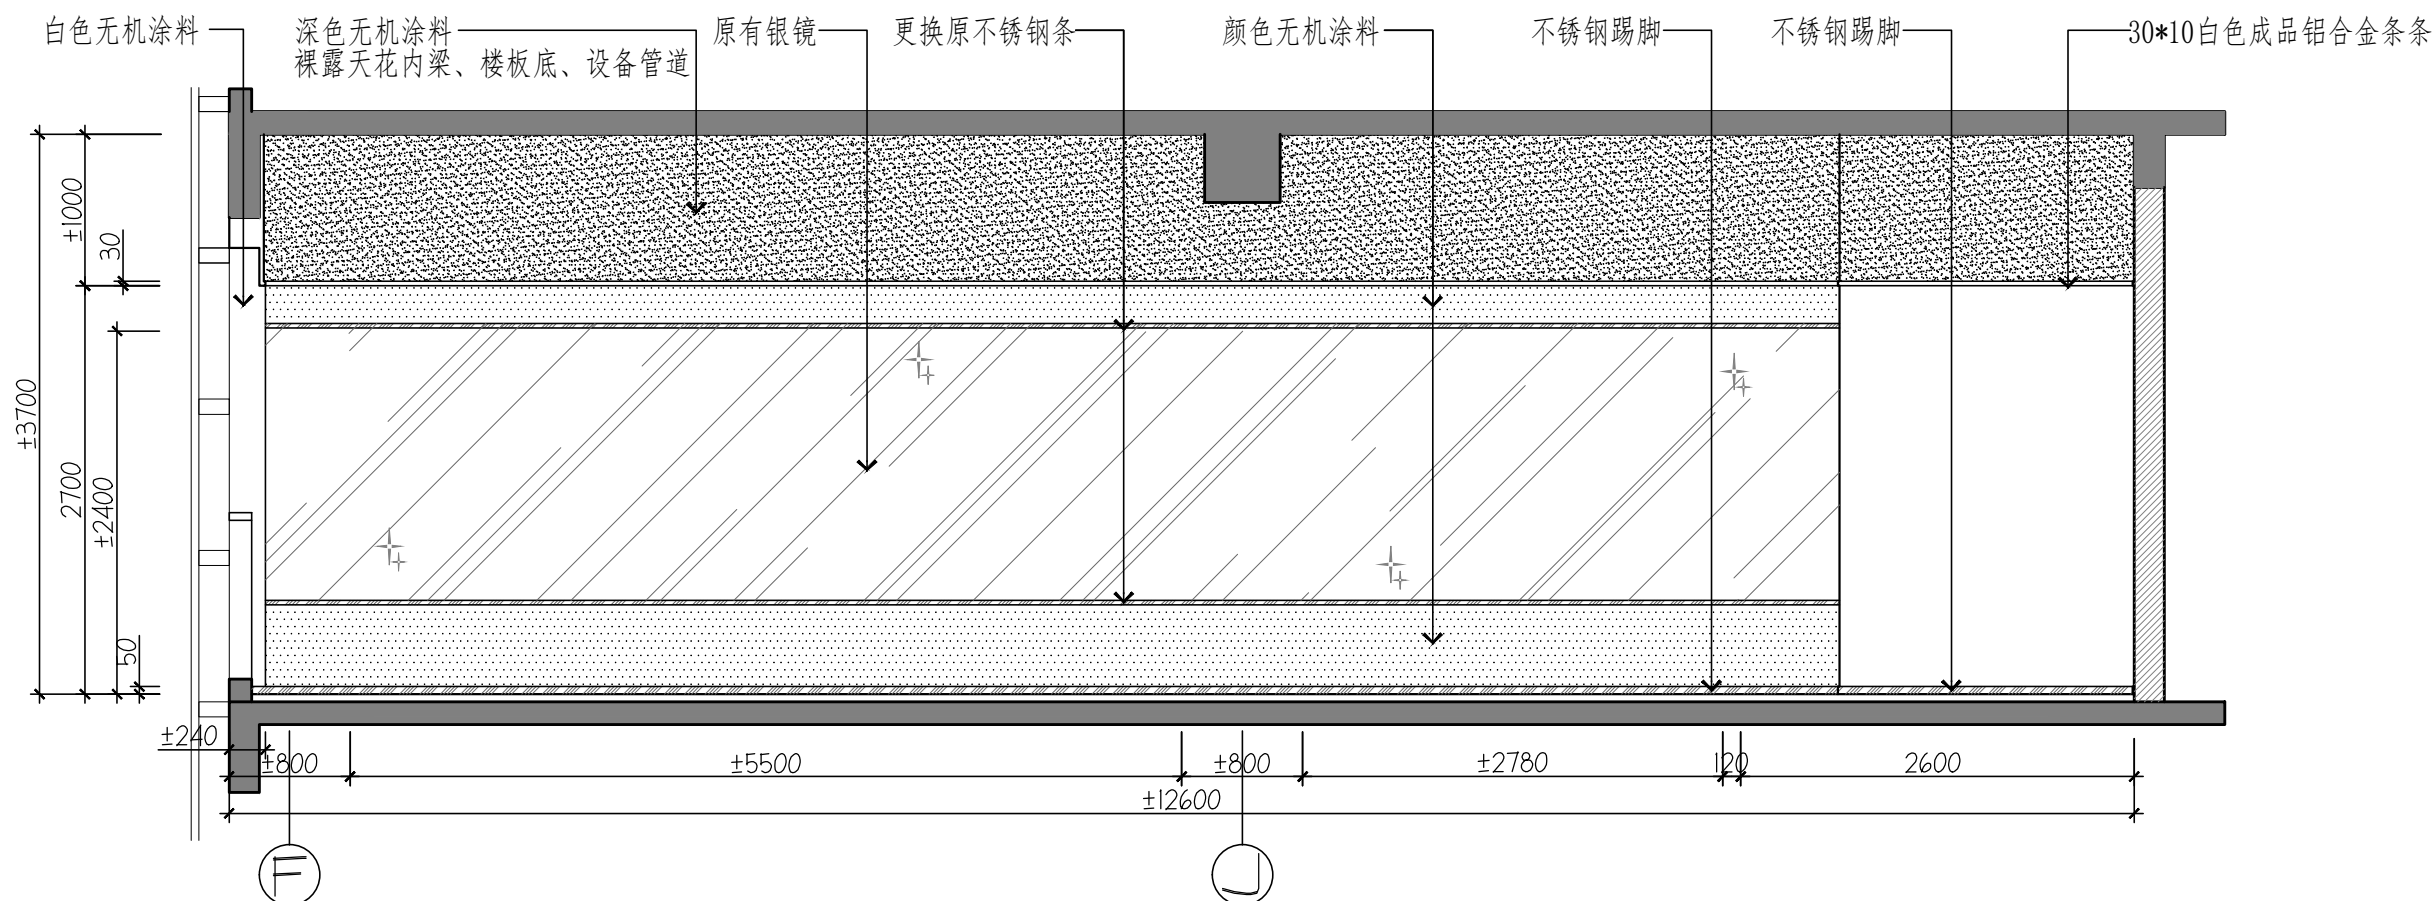 白色无机涂料
深色无机涂料
裸露天花内梁、楼板底、设备管道
原有银镜
更换原不锈钢条
颜色无机涂料
不锈钢踢脚
不锈钢踢脚
30*10白色成品铝合金条条
±3700
±1000
30
2700
±2400
50
±240
±800
±5500
±800
±2780
120
2600
±12600
F
J